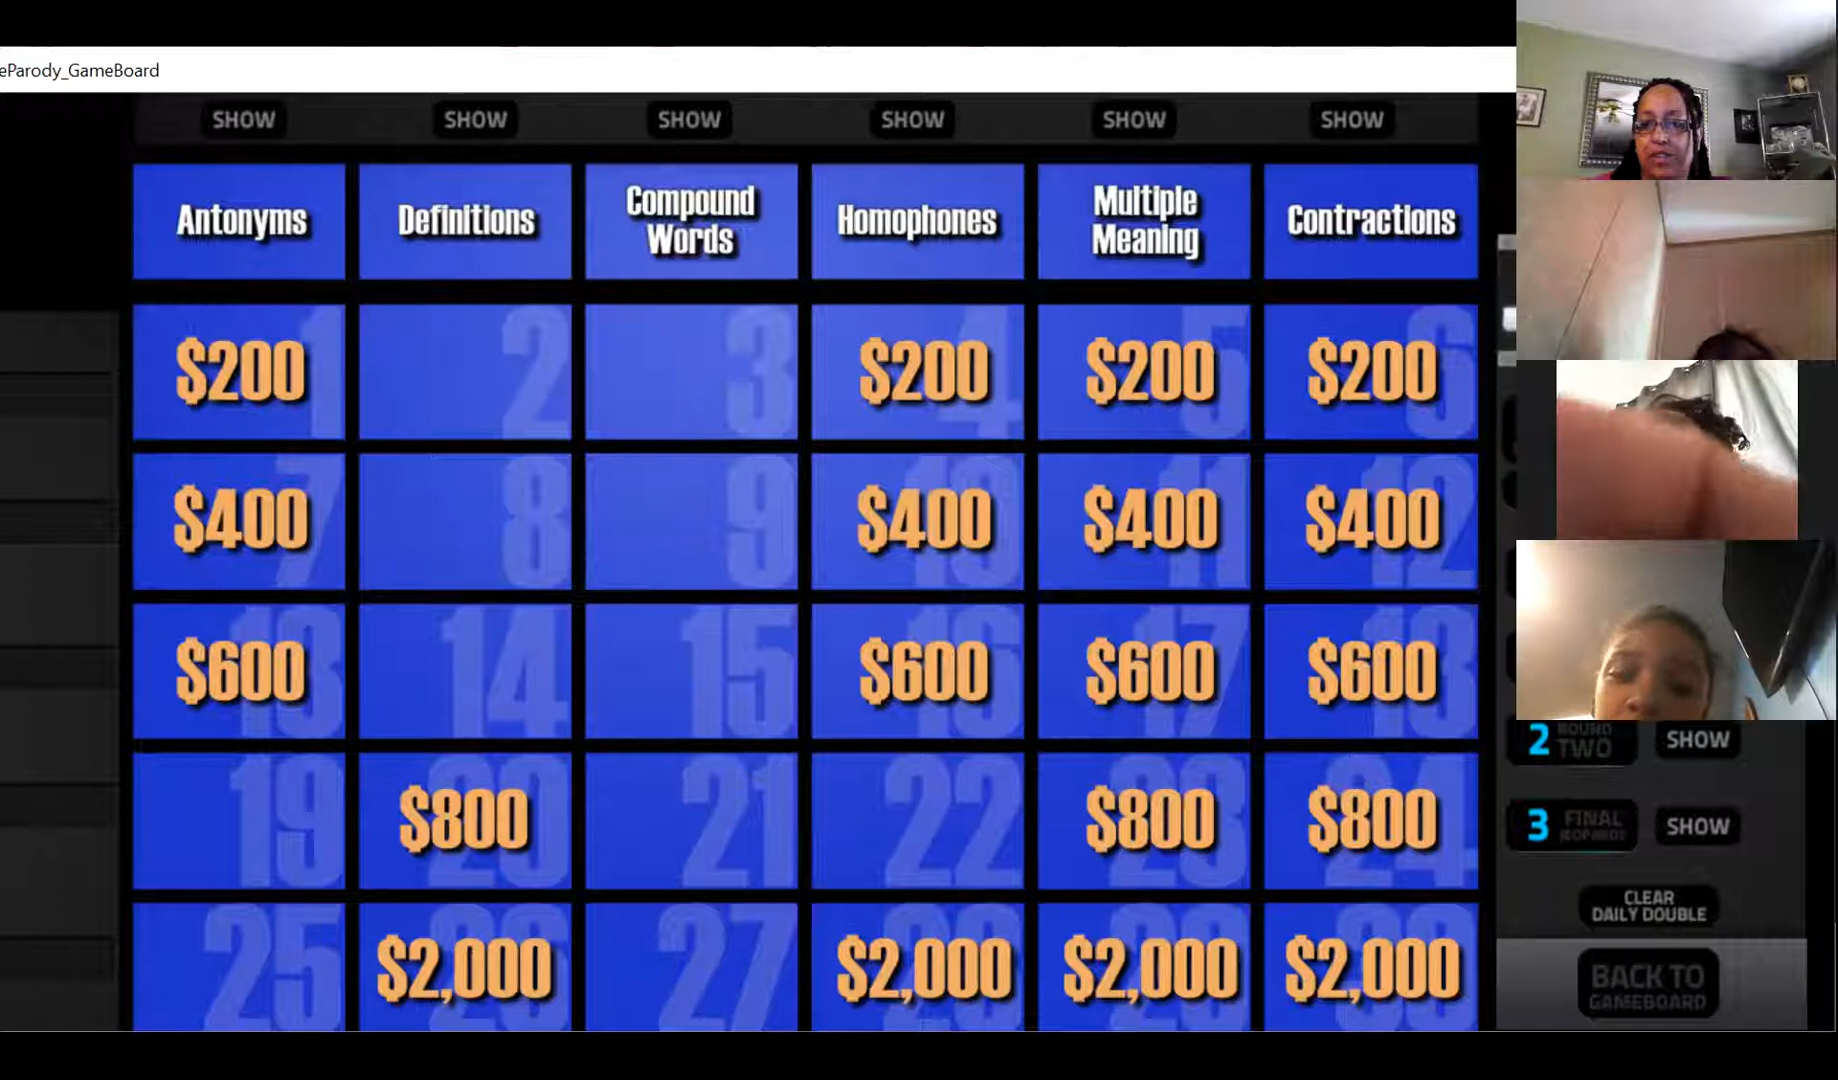 eParody_GameBoard
SHOW SHOW SHOW SHOW SHOW SHOW
Antonyms Definitions Compound Words Homophones Multiple Meaning Contractions
$200 2 3 $200 $200 $200
$400 8 9 $400 $400 $400
$600 14 15 $600 $600 $600
19 $800 21 22 $800 $800
25 $2,000 27 $2,000 $2,000 $2,000
2 ROUND TWO SHOW
3 FINAL JEOPARDY SHOW
CLEAR
DAILY DOUBLE
BACK TO
GAMEBOARD